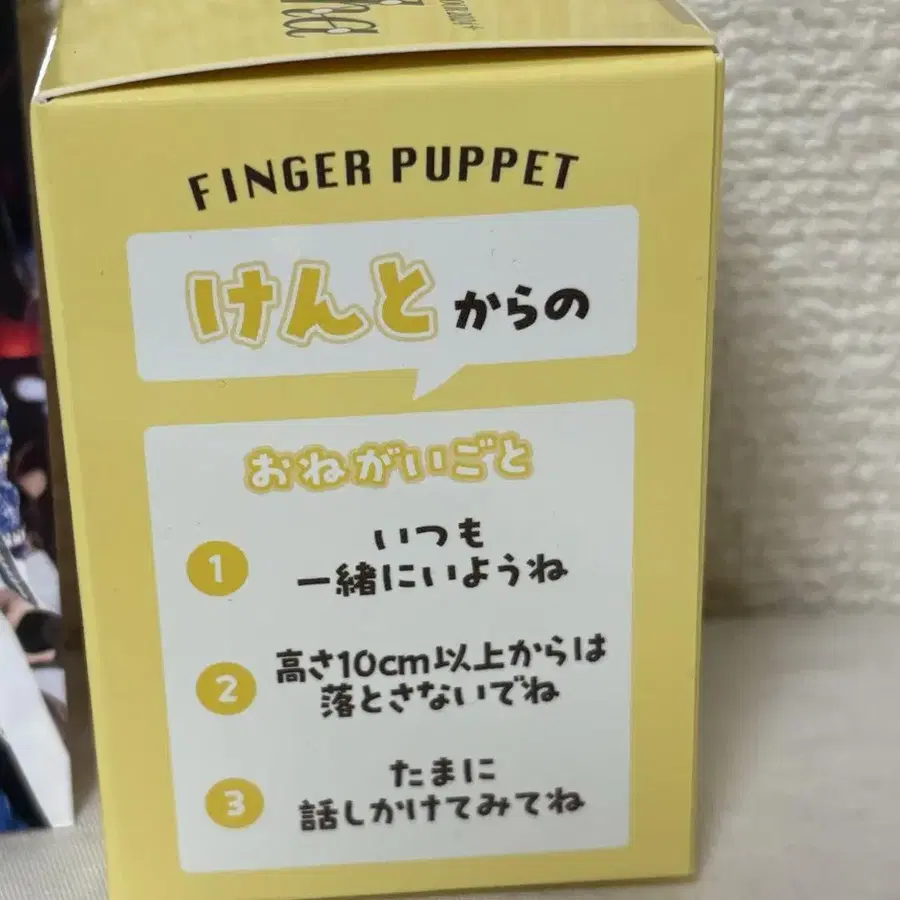 FINGER PUPPET
けんとからの
おねがいごと
1 いつも
一緒にいようね
2 高さ10cm以上からは
落とさないでね
3 たまに
話しかけてみてね